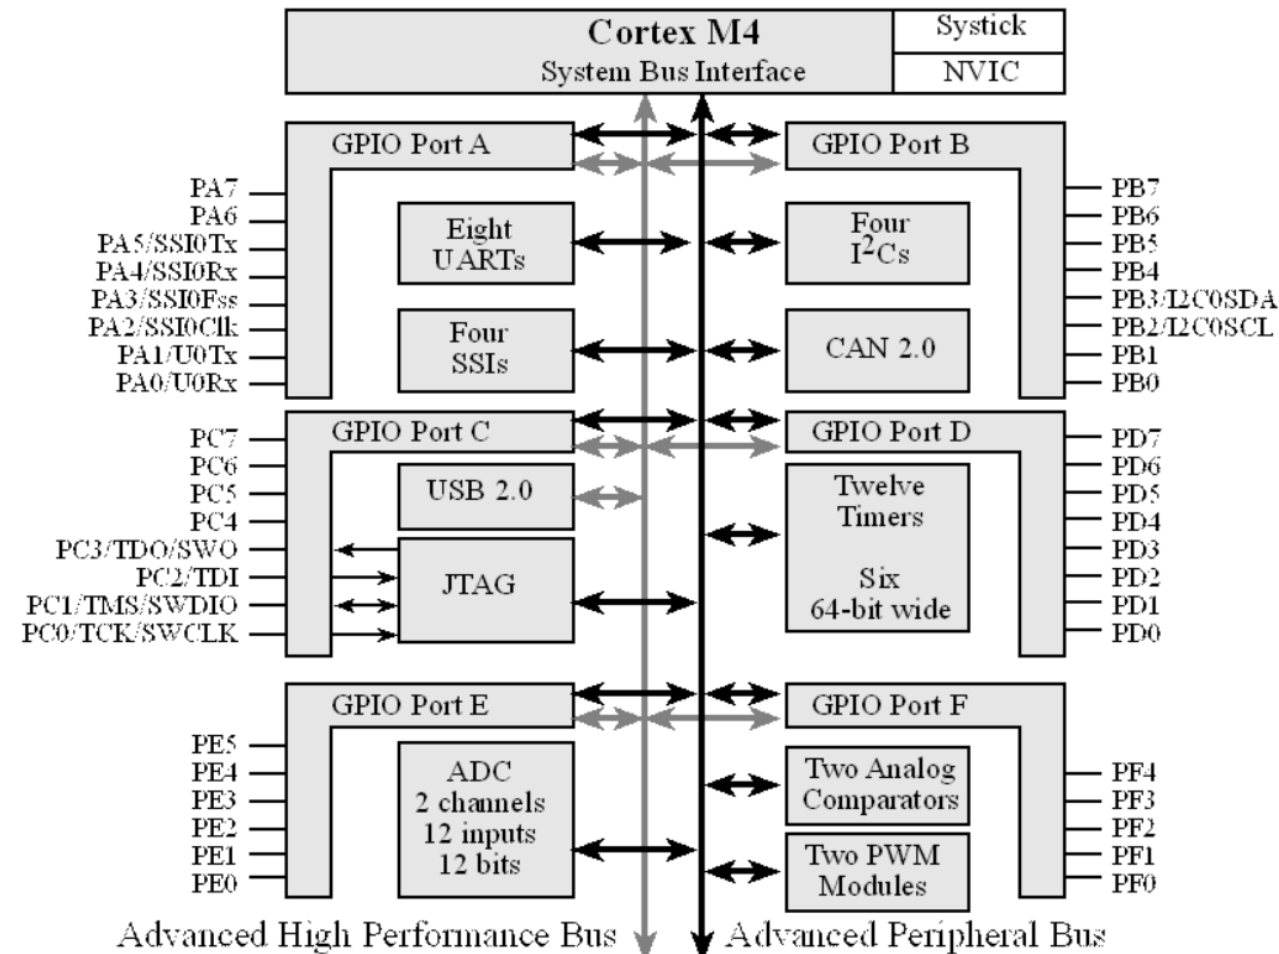 Cortex M4
System Bus Interface
Systick
NVIC
GPIO Port A
PA7
PA6
PA5/SSI0Tx
PA4/SSI0Rx
PA3/SSI0Fss
PA2/SSI0Clk
PA1/U0Tx
PA0/U0Rx
Eight
UARTs
Four
SSIs
GPIO Port B
Four
I²Cs
CAN 2.0
PB7
PB6
PB5
PB4
PB3/I2C0SDA
PB2/I2C0SCL
PB1
PB0
GPIO Port C
PC7
PC6
PC5
PC4
PC3/TDO/SWO
PC2/TDI
PC1/TMS/SWDIO
PC0/TCK/SWCLK
USB 2.0
JTAG
GPIO Port D
Twelve
Timers
Six
64-bit wide
PD7
PD6
PD5
PD4
PD3
PD2
PD1
PD0
GPIO Port E
PE5
PE4
PE3
PE2
PE1
PE0
ADC
2 channels
12 inputs
12 bits
GPIO Port F
Two Analog
Comparators
Two PWM
Modules
PF4
PF3
PF2
PF1
PF0
Advanced High Performance Bus
Advanced Peripheral Bus